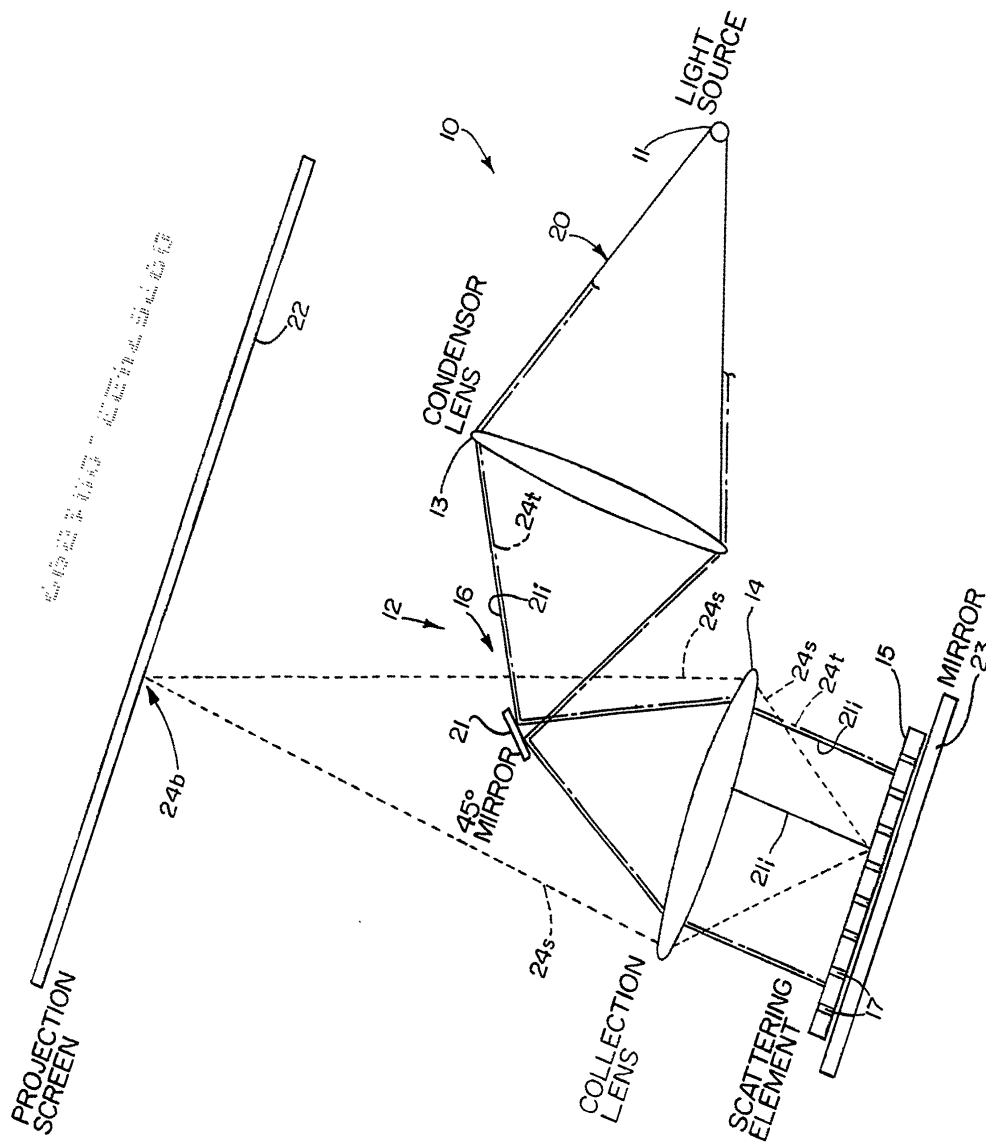 LIGHT
SOURCE
10
11
20
22
CONDENSOR
LENS
13
24t
21i
12
16
24s
14
24b
21
45°
MIRROR
24s
24t
21i
15
MIRROR
23
21i
24s
17
COLLECTION
LENS
SCATTERING
ELEMENT
PROJECTION
SCREEN